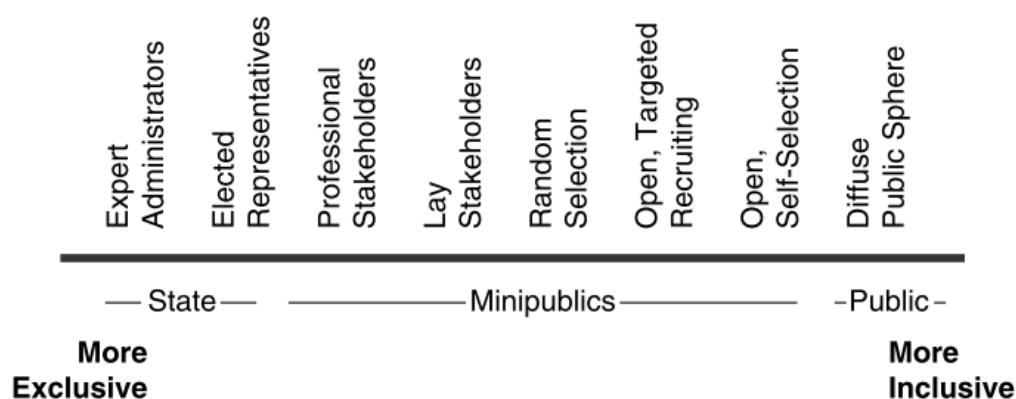 Expert
Administrators
Elected
Representatives
Professional
Stakeholders
Lay
Stakeholders
Random
Selection
Open, Targeted
Recruiting
Open,
Self-Selection
Diffuse
Public Sphere
State
Minipublics
Public
More
Exclusive
More
Inclusive